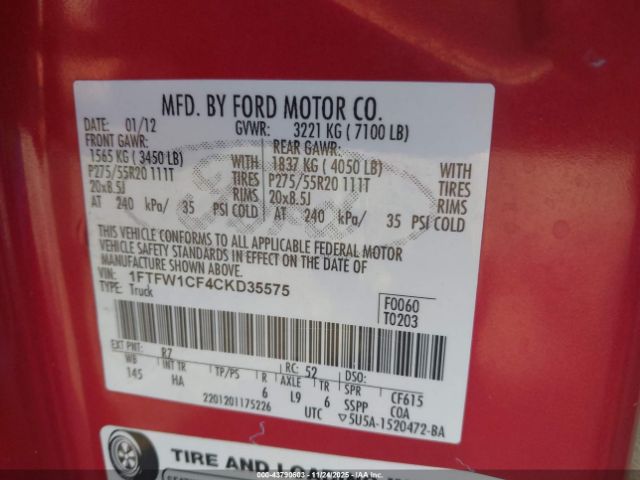 MFD. BY FORD MOTOR CO.
DATE: 01/12 GVWR: 3221 KG ( 7100 LB)
FRONT GAWR: REAR GAWR:
1565 KG ( 3450 LB) WITH 1837 KG ( 4050 LB) WITH
P275/55R20 111T TIRES P275/55R20 111T TIRES
20x8.5J RIMS 20x8.5J RIMS
AT 240 kPa/ 35 PSI COLD AT 240 kPa/ 35 PSI COLD
THIS VEHICLE CONFORMS TO ALL APPLICABLE FEDERAL MOTOR
VEHICLE SAFETY STANDARDS IN EFFECT ON THE DATE OF
MANUFACTURE SHOWN ABOVE.
VIN: 1FTFW1CF4CKD35575
TYPE: Truck
F0060
T0203
EXT PNT: RZ RC: 52 DSO:
WB INT TR TP/PS R AXLE TR SPR CF615
145 HA 6 L9 6 SSPP COA
2201201175226 UTC ▽5U5A-1520472-BA
TIRE AND
000-43790603 - 11/24/2025 - IAAI.COM